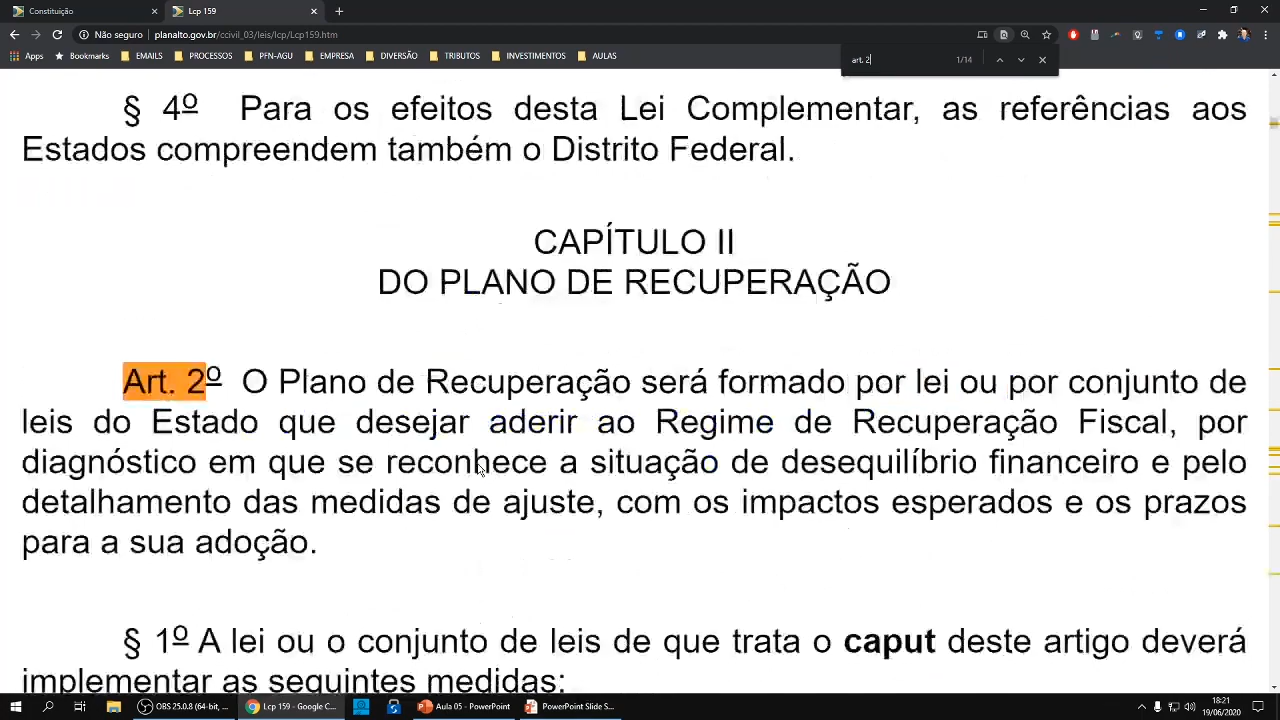 Constituição
Lcp 159
Não seguro
planalto.gov.br/ccivil_03/leis/lcp/Lcp159.htm
Apps
Bookmarks
EMAILS
PROCESSOS
PFN-AGU
EMPRESA
DIVERSÃO
TRIBUTOS
INVESTIMENTOS
AULAS
art. 2
1/14
§ 4º Para os efeitos desta Lei Complementar, as referências aos
Estados compreendem também o Distrito Federal.
CAPÍTULO II
DO PLANO DE RECUPERAÇÃO
Art. 2º O Plano de Recuperação será formado por lei ou por conjunto de
leis do Estado que desejar aderir ao Regime de Recuperação Fiscal, por
diagnóstico em que se reconhece a situação de desequilíbrio financeiro e pelo
detalhamento das medidas de ajuste, com os impactos esperados e os prazos
para a sua adoção.
§ 1º A lei ou o conjunto de leis de que trata o caput deste artigo deverá
implementar as seguintes medidas:
OBS 25.0.8 (64-bit, ...
Lcp 159 - Google C...
Aula 05 - PowerPoint
PowerPoint Slide S...
18:21
19/06/2020